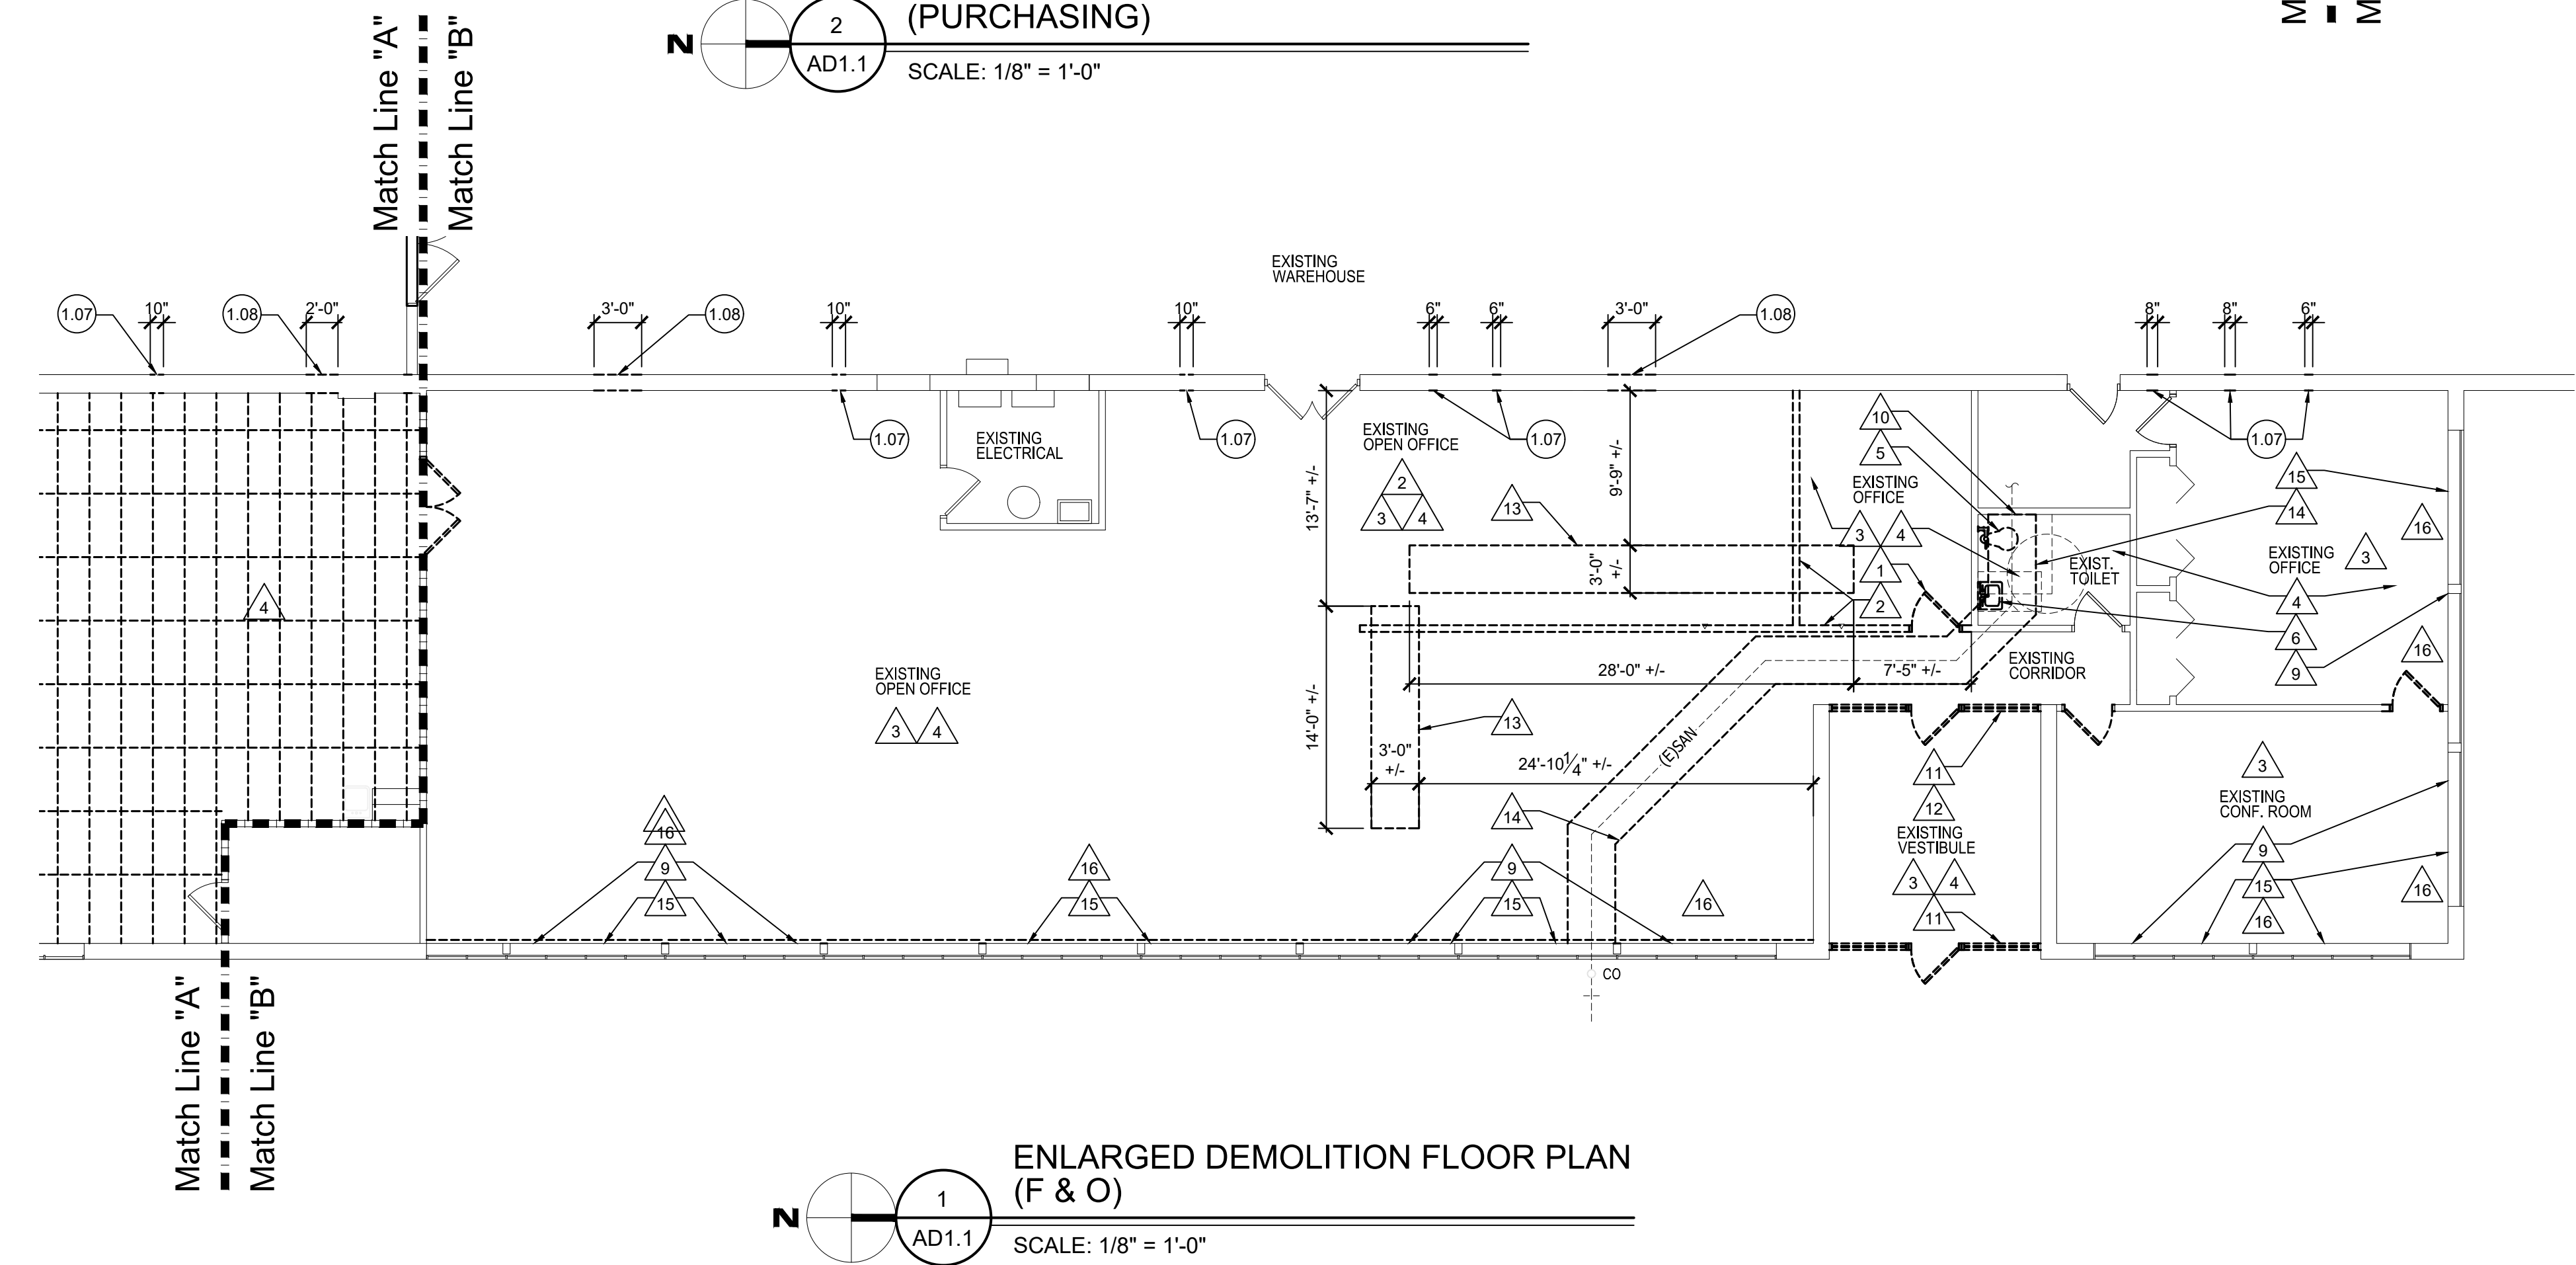 (PURCHASING)
N
2
AD1.1
SCALE: 1/8" = 1'-0"
M
M
Match Line "A"
Match Line "B"
EXISTING
WAREHOUSE
1.07
10"
1.08
2'-0"
3'-0"
1.08
10"
10"
6"
6"
3'-0"
1.08
8"
8"
6"
EXISTING
ELECTRICAL
1.07
1.07
EXISTING
OPEN OFFICE
2
3
4
1.07
13'-7" +/-
9'-9" +/-
3'-0"
+/-
13
10
5
EXISTING
OFFICE
3
4
1
2
EXIST.
TOILET
1.07
15
14
16
EXISTING
OFFICE
3
4
6
9
16
4
EXISTING
OPEN OFFICE
3
4
14'-0" +/-
28'-0" +/-
7'-5" +/-
EXISTING
CORRIDOR
13
3'-0"
+/-
24'-10 1/4" +/-
(E)SAN
11
12
EXISTING
VESTIBULE
3
4
11
3
EXISTING
CONF. ROOM
9
15
16
16
16
9
15
16
15
14
9
15
16
CO
Match Line "A"
Match Line "B"
ENLARGED DEMOLITION FLOOR PLAN
(F & O)
N
1
AD1.1
SCALE: 1/8" = 1'-0"